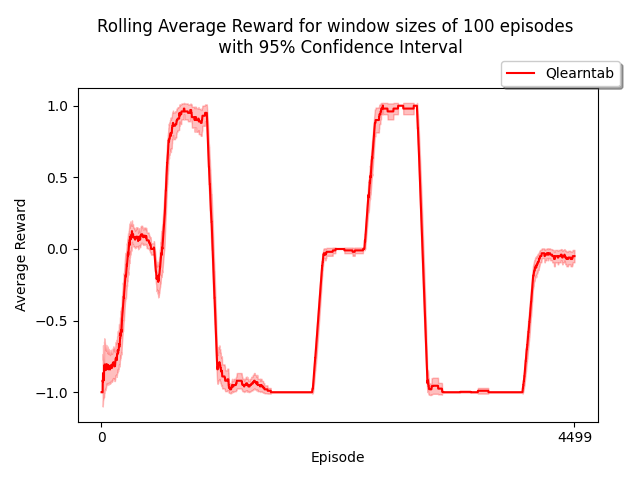 Rolling Average Reward for window sizes of 100 episodes
with 95% Confidence Interval
Qlearntab
1.0
0.5
0.0
−0.5
−1.0
Average Reward
0
4499
Episode